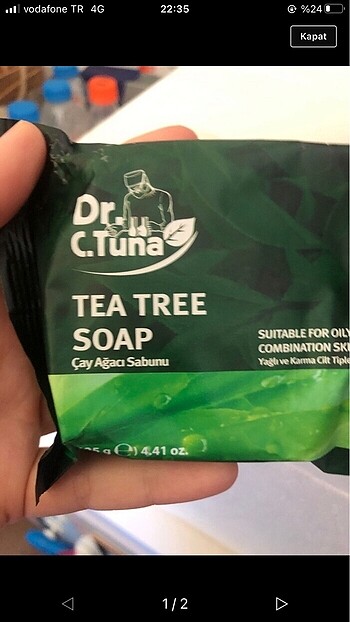 vodafone TR 4G
22:35
%24
Kapat
Dr.
C.Tuna
TEA TREE
SOAP
Çay Ağacı Sabunu
SUITABLE FOR OILY
COMBINATION SKI
Yağlı ve Karma Cilt Tiple
4.41 oz.
1/2